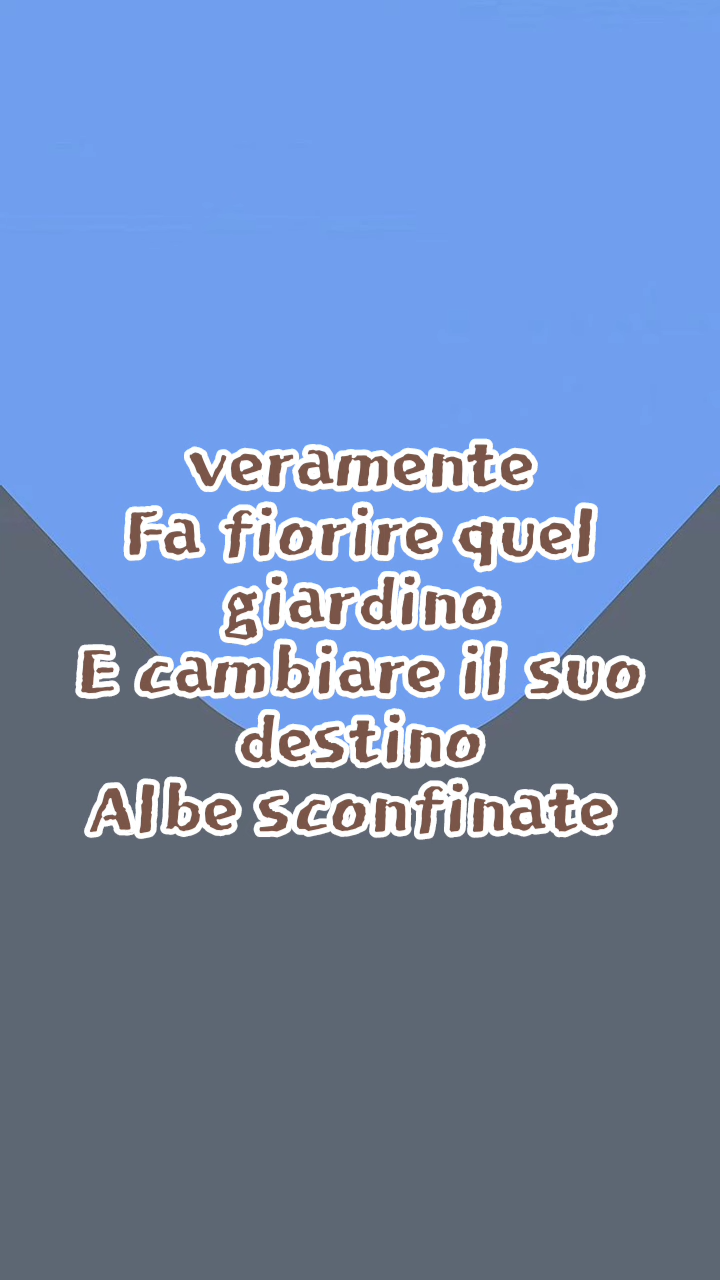 veramente
Fa fiorire quel
giardino
E cambiare il suo
destino
Albe sconfinate